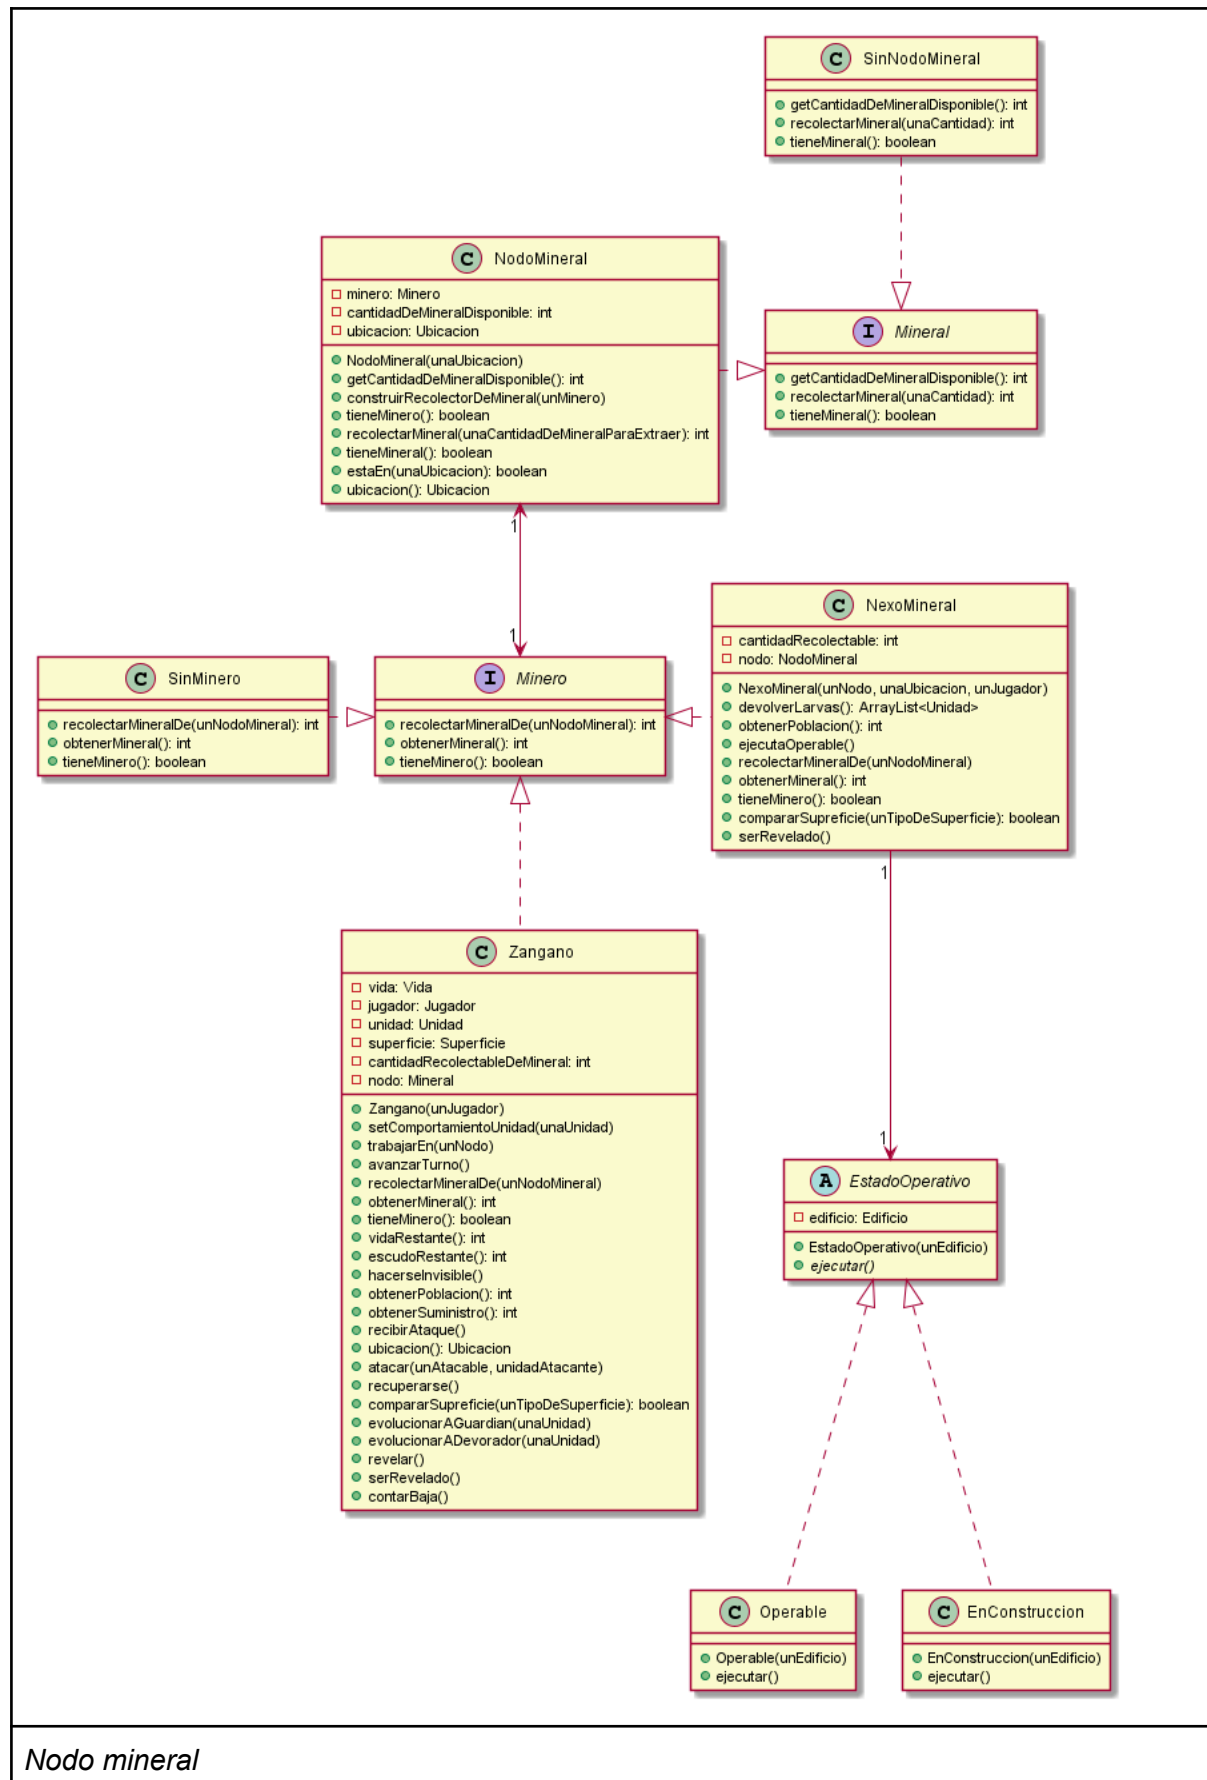 C SinNodoMineral
getCantidadDeMineralDisponible(): int
recolectarMineral(unaCantidad): int
tieneMineral(): boolean
C NodoMineral
minero: Minero
cantidadDeMineralDisponible: int
ubicacion: Ubicacion
NodoMineral(unaUbicacion)
getCantidadDeMineralDisponible(): int
construirRecolectorDeMineral(unMinero)
tieneMinero(): boolean
recolectarMineral(unaCantidadDeMineralParaExtraer): int
tieneMineral(): boolean
estaEn(unaUbicacion): boolean
ubicacion(): Ubicacion
I Mineral
getCantidadDeMineralDisponible(): int
recolectarMineral(unaCantidad): int
tieneMineral(): boolean
1
1
C SinMinero
recolectarMineralDe(unNodoMineral): int
obtenerMineral(): int
tieneMinero(): boolean
I Minero
recolectarMineralDe(unNodoMineral): int
obtenerMineral(): int
tieneMinero(): boolean
C NexoMineral
cantidadRecolectable: int
nodo: NodoMineral
NexoMineral(unNodo, unaUbicacion, unJugador)
devolverLarvas(): ArrayList<Unidad>
obtenerPoblacion(): int
ejecutaOperable()
recolectarMineralDe(unNodoMineral)
obtenerMineral(): int
tieneMinero(): boolean
compararSupreficie(unTipoDeSuperficie): boolean
serRevelado()
1
1
C Zangano
vida: Vida
jugador: Jugador
unidad: Unidad
superficie: Superficie
cantidadRecolectableDeMineral: int
nodo: Mineral
Zangano(unJugador)
setComportamientoUnidad(unaUnidad)
trabajarEn(unNodo)
avanzarTurno()
recolectarMineralDe(unNodoMineral)
obtenerMineral(): int
tieneMinero(): boolean
vidaRestante(): int
escudoRestante(): int
hacerseInvisible()
obtenerPoblacion(): int
obtenerSuministro(): int
recibirAtaque()
ubicacion(): Ubicacion
atacar(unAtacable, unidadAtacante)
recuperarse()
compararSupreficie(unTipoDeSuperficie): boolean
evolucionarAGuardian(unaUnidad)
evolucionarADevorador(unaUnidad)
revelar()
serRevelado()
contarBaja()
A EstadoOperativo
edificio: Edificio
EstadoOperativo(unEdificio)
ejecutar()
C Operable
Operable(unEdificio)
ejecutar()
C EnConstruccion
EnConstruccion(unEdificio)
ejecutar()
Nodo mineral